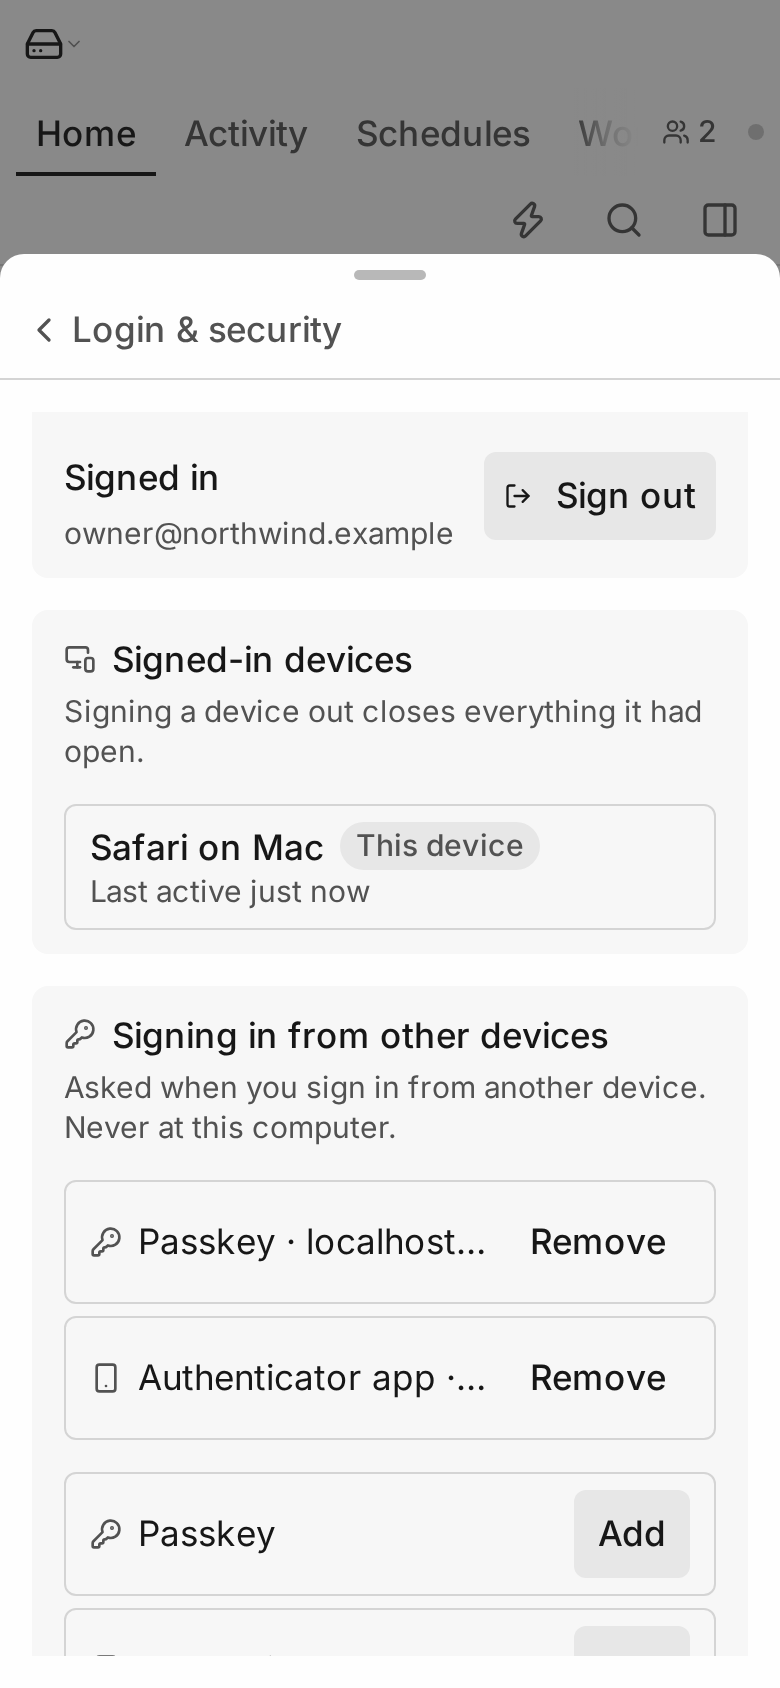 Home Activity Schedules Wo 2
Login & security
Signed in
Sign out
owner@northwind.example
Signed-in devices
Signing a device out closes everything it had
open.
Safari on Mac This device
Last active just now
Signing in from other devices
Asked when you sign in from another device.
Never at this computer.
Passkey · localhost... Remove
Authenticator app ·... Remove
Passkey Add